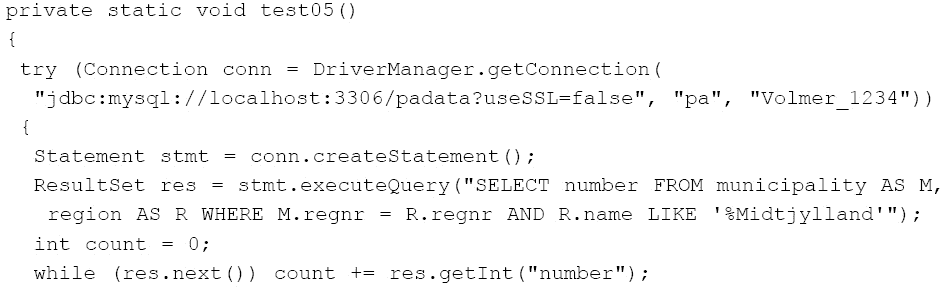 private static void test05()
{
try (Connection conn = DriverManager.getConnection(
"jdbc:mysql://localhost:3306/padata?useSSL=false", "pa", "Volmer_1234"))
{
Statement stmt = conn.createStatement();
ResultSet res = stmt.executeQuery("SELECT number FROM municipality AS M,
region AS R WHERE M.regnr = R.regnr AND R.name LIKE '%Midtjylland'");
int count = 0;
while (res.next()) count += res.getInt("number");